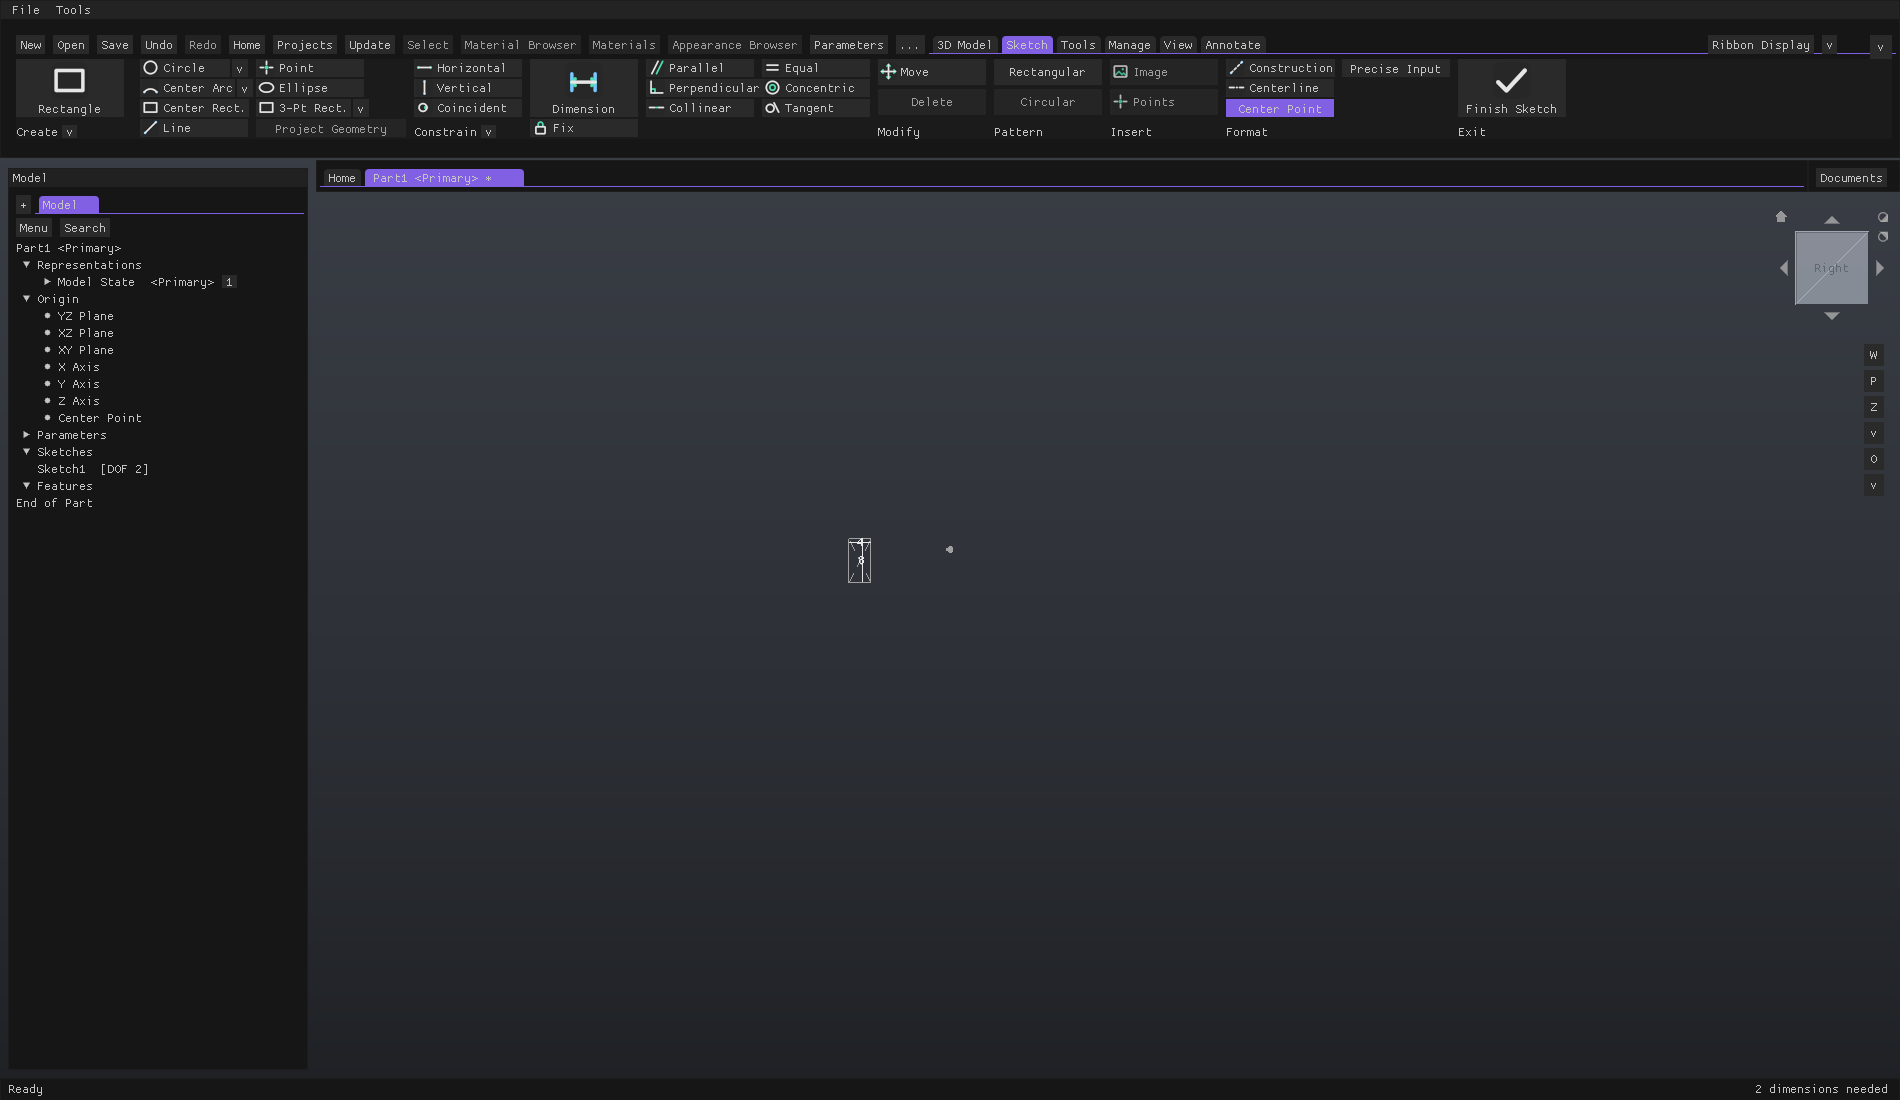 File Tools
New Open Save Undo Redo Home Projects Update Select Material Browser Materials Appearance Browser Parameters ... 3D Model Sketch Tools Manage View Annotate Ribbon Display v v
Circle v Point Horizontal Parallel Equal Move Rectangular Image Construction Precise Input
Center Arc v Ellipse Vertical Perpendicular Concentric Centerline
Rectangle Center Rect. 3-Pt Rect. v Coincident Dimension Collinear Tangent Delete Circular Points Center Point Finish Sketch
Create v Line Project Geometry Constrain v Fix Modify Pattern Insert Format Exit
Model
Home Part1 <Primary> * Documents
+ Model
Menu Search
Part1 <Primary>
Representations
Model State <Primary> 1
Origin
YZ Plane
XZ Plane
XY Plane
X Axis
Y Axis
Z Axis
Center Point
Parameters
Sketches
Sketch1 [DOF 2]
Features
End of Part
Right
W
P
Z
v
O
v
4
8
Ready 2 dimensions needed